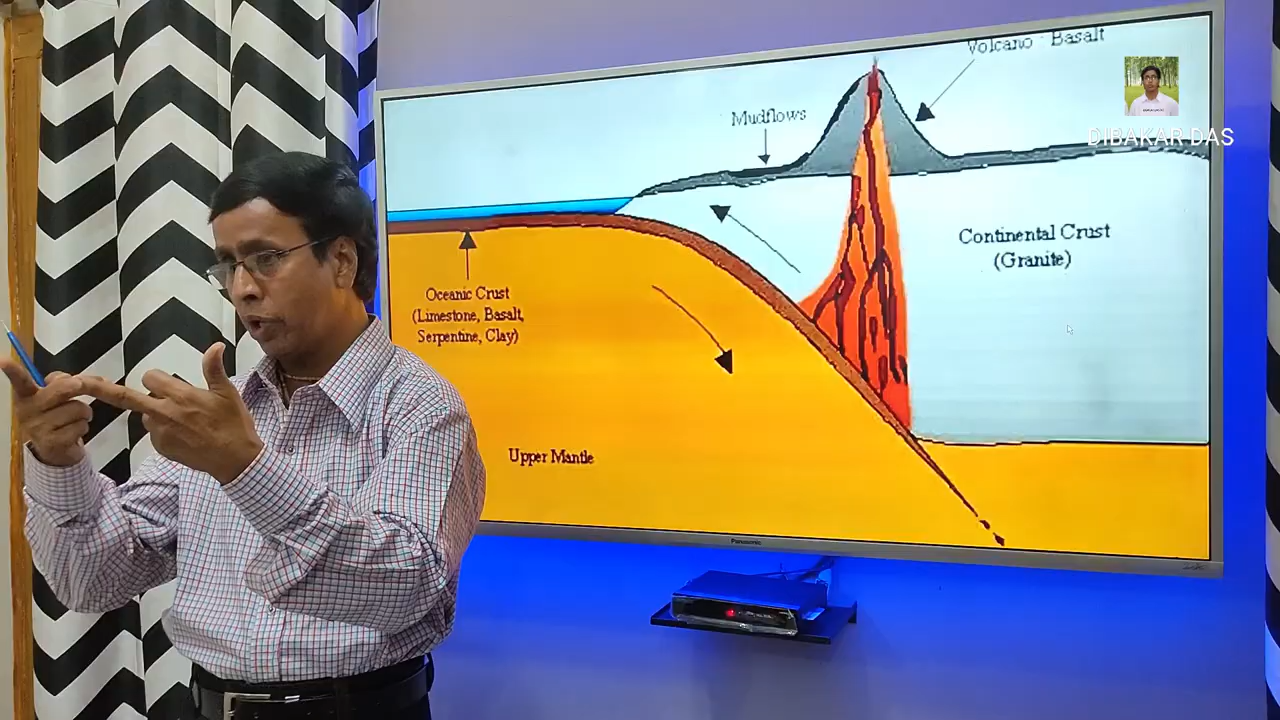 Volcano - Basalt
DIBAKAR DAS
Mudflows
Continental Crust
(Granite)
Oceanic Crust
(Limestone, Basalt,
Serpentine, Clay)
Upper Mantle
Panasonic